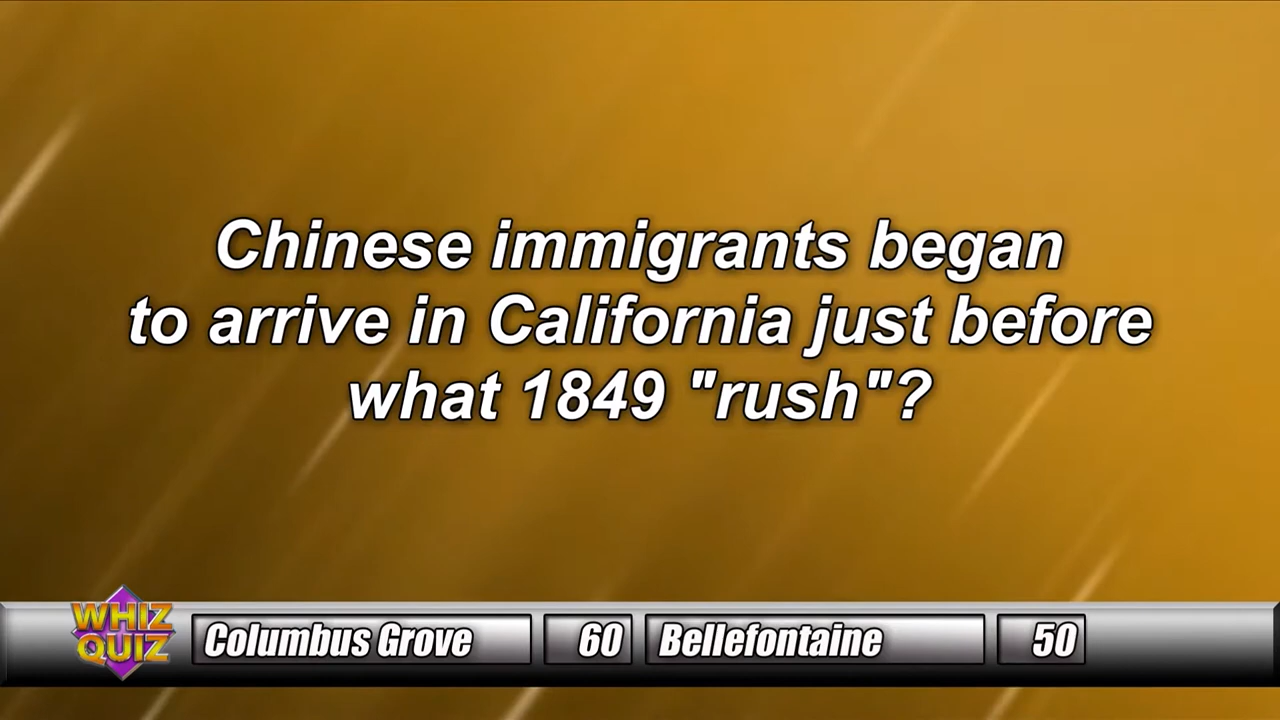 Chinese immigrants began
to arrive in California just before
what 1849 "rush"?
WHIZ
QUIZ
Columbus Grove 60 Bellefontaine 50